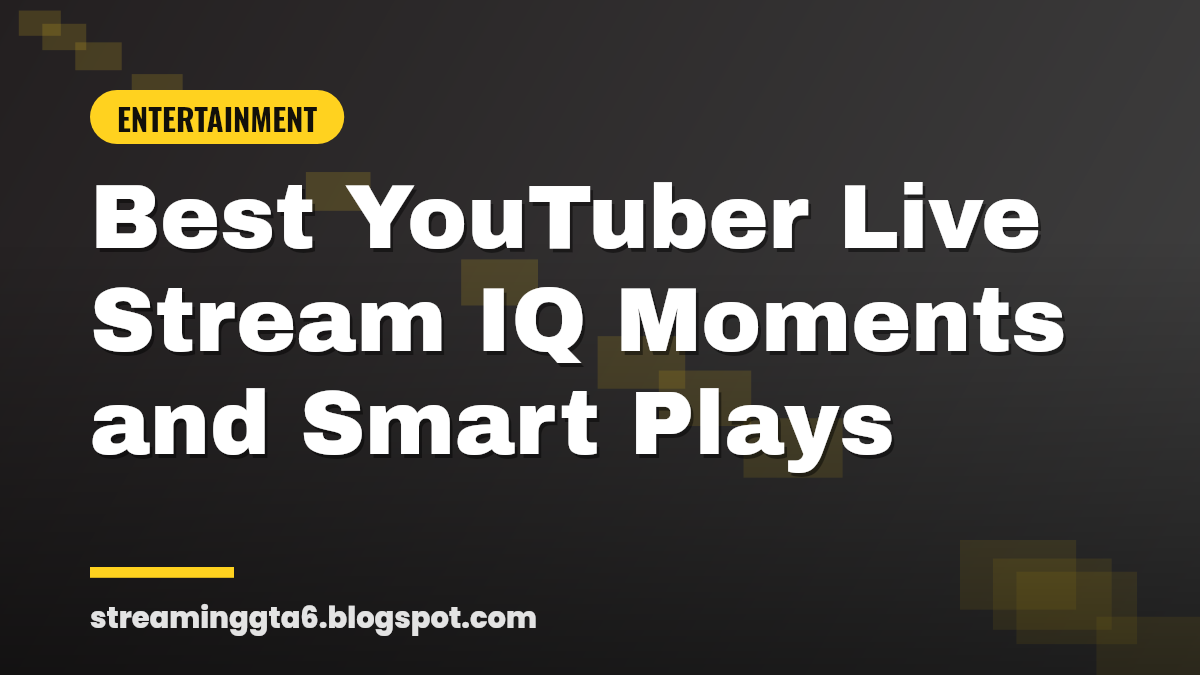 ENTERTAINMENT
Best YouTuber Live
Stream IQ Moments
and Smart Plays
streaminggta6.blogspot.com